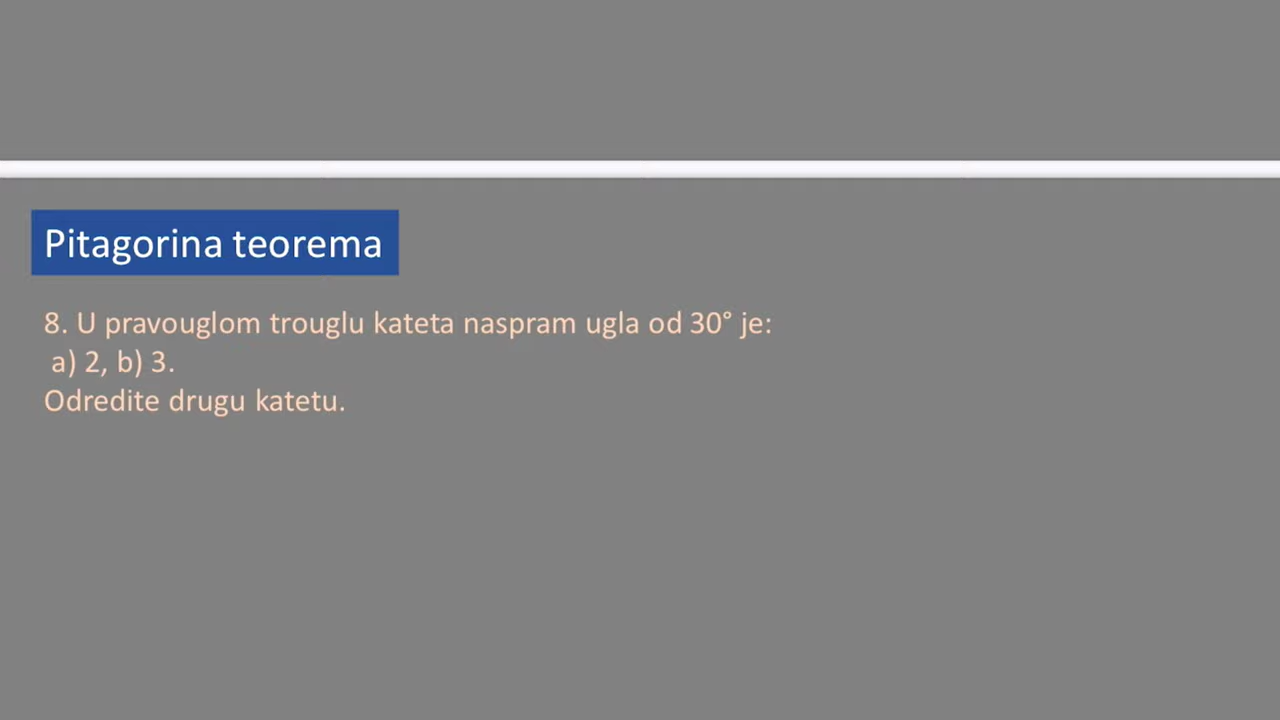 Pitagorina teorema
8. U pravouglom trouglu kateta naspram ugla od 30° je:
a) 2, b) 3.
Odredite drugu katetu.